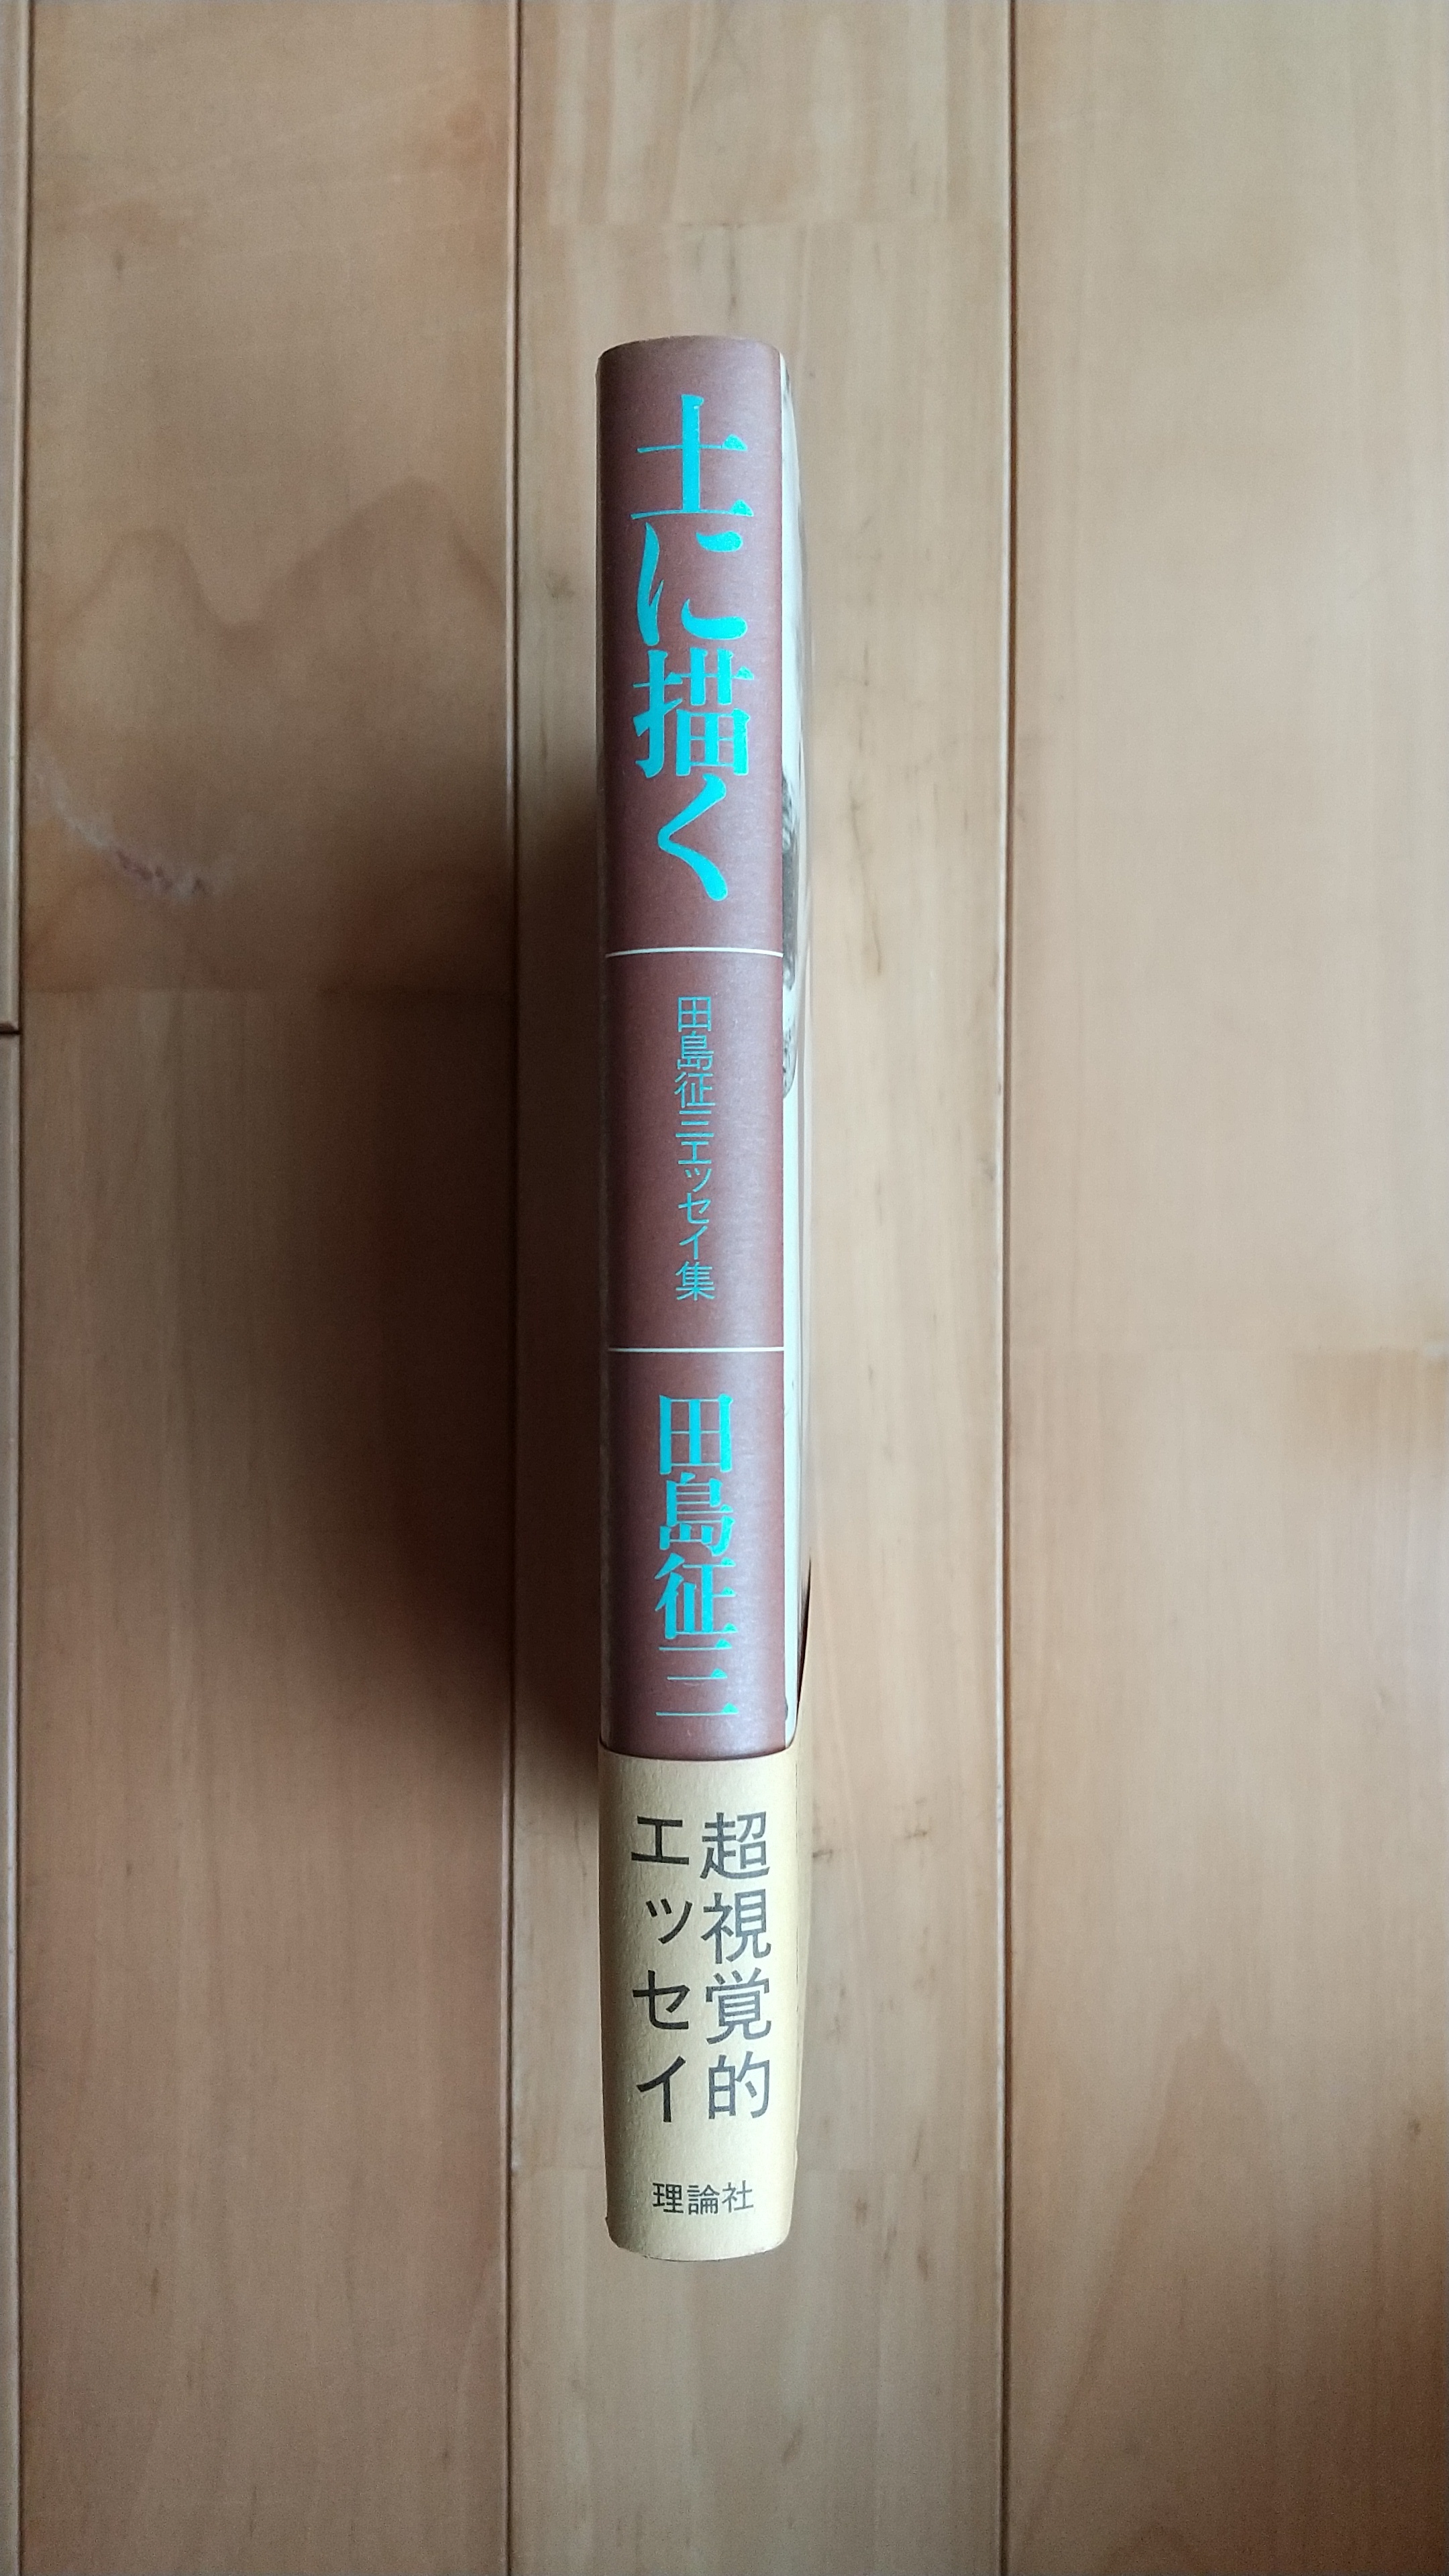 土に描く
田島征三エッセイ集
田島征三
超視覚的
エッセイ
理論社